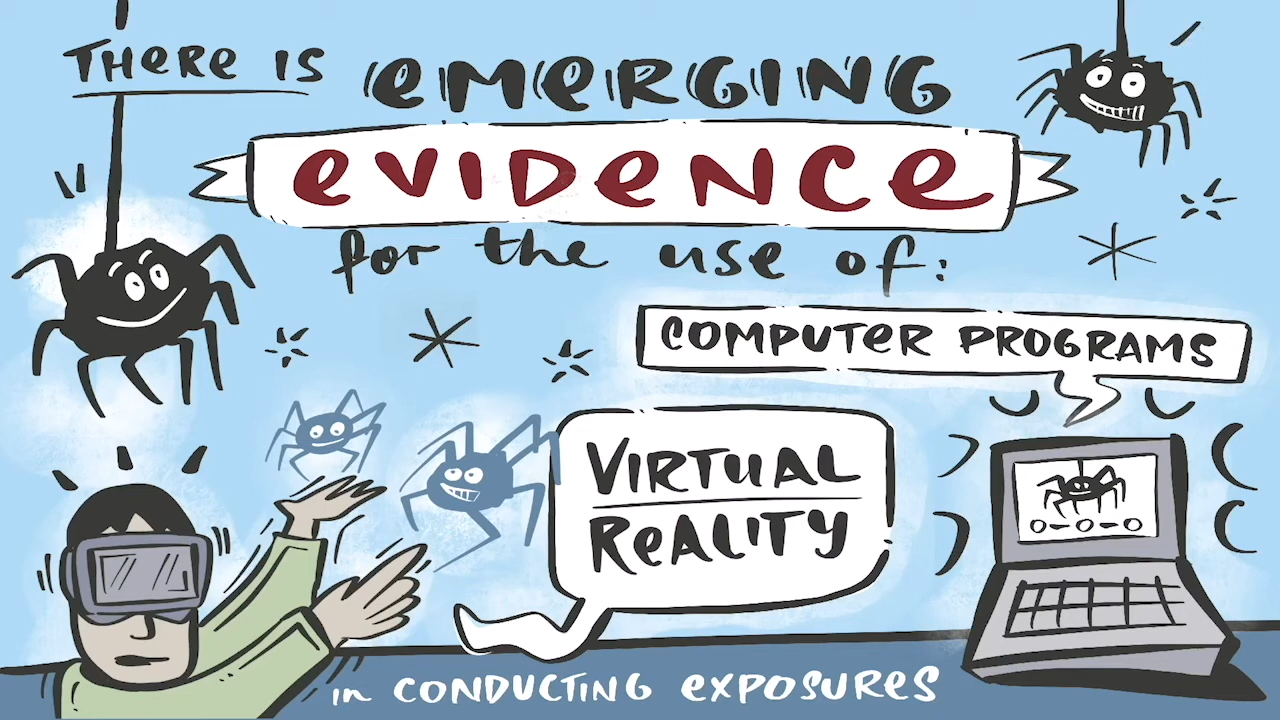 THERE IS EMERGING
EVIDENCE
for the use of:
COMPUTER PROGRAMS
VIRTUAL
REALITY
in CONDUCTING EXPOSURES